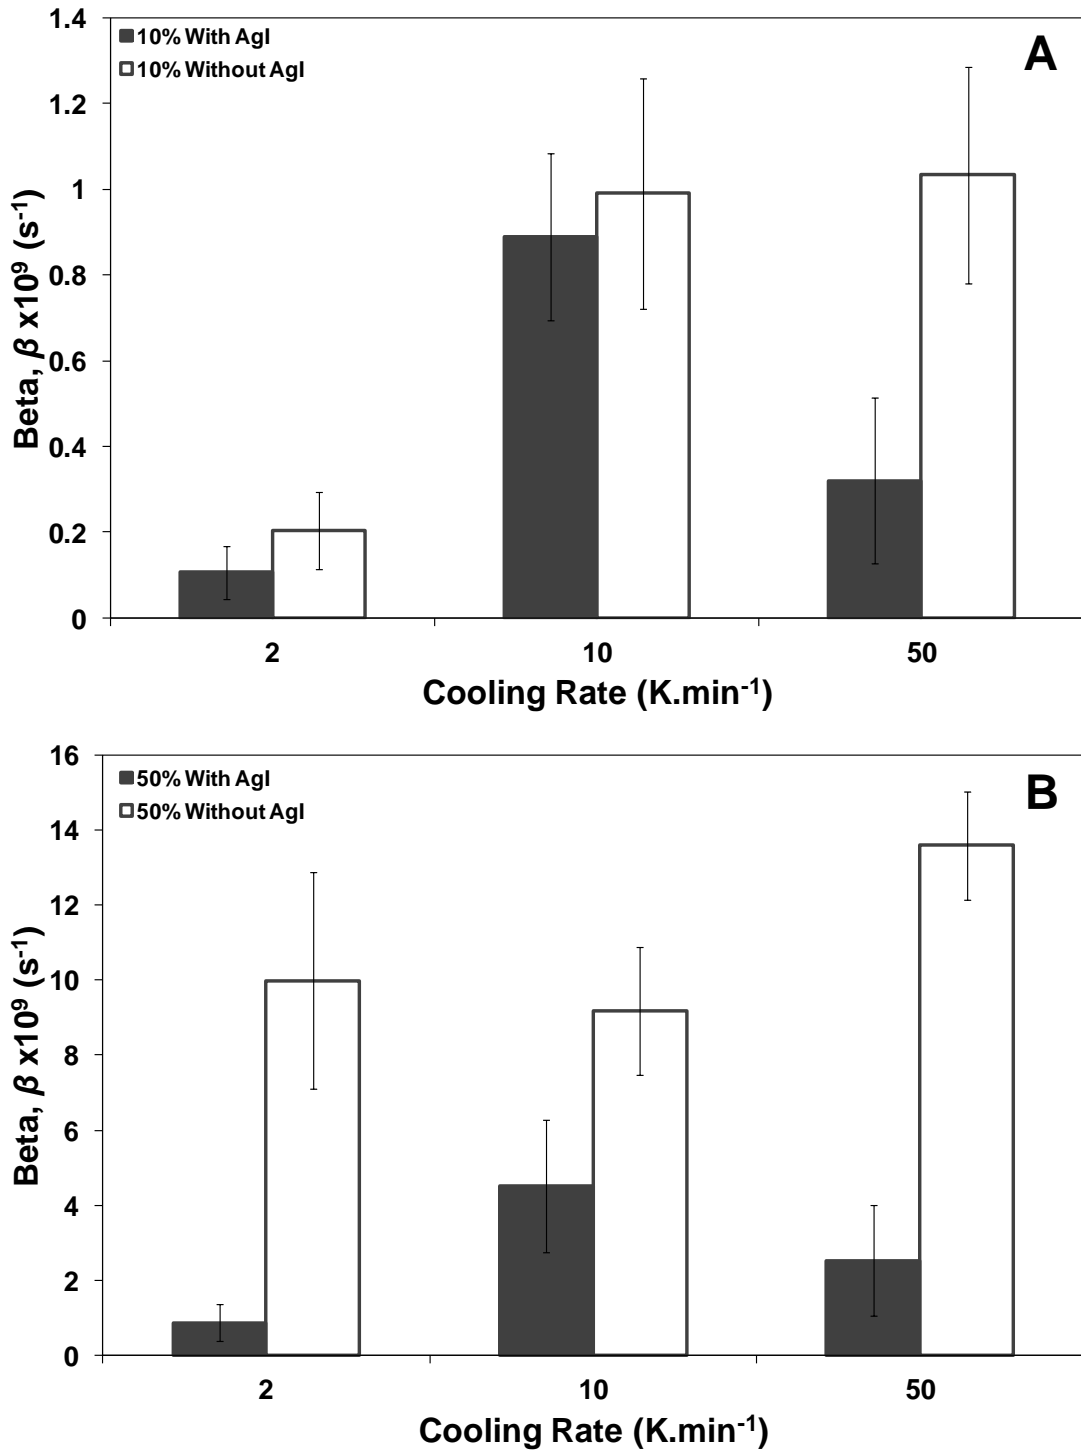 1.4
10% With AgI
A
10% Without AgI
1.2
1
0.8
0.6
0.4
0.2
0
Beta, β x10⁹ (s⁻¹)
2 10 50
Cooling Rate (K.min⁻¹)
16
50% With AgI
B
50% Without AgI
14
12
10
8
6
4
2
0
Beta, β x10⁹ (s⁻¹)
2 10 50
Cooling Rate (K.min⁻¹)